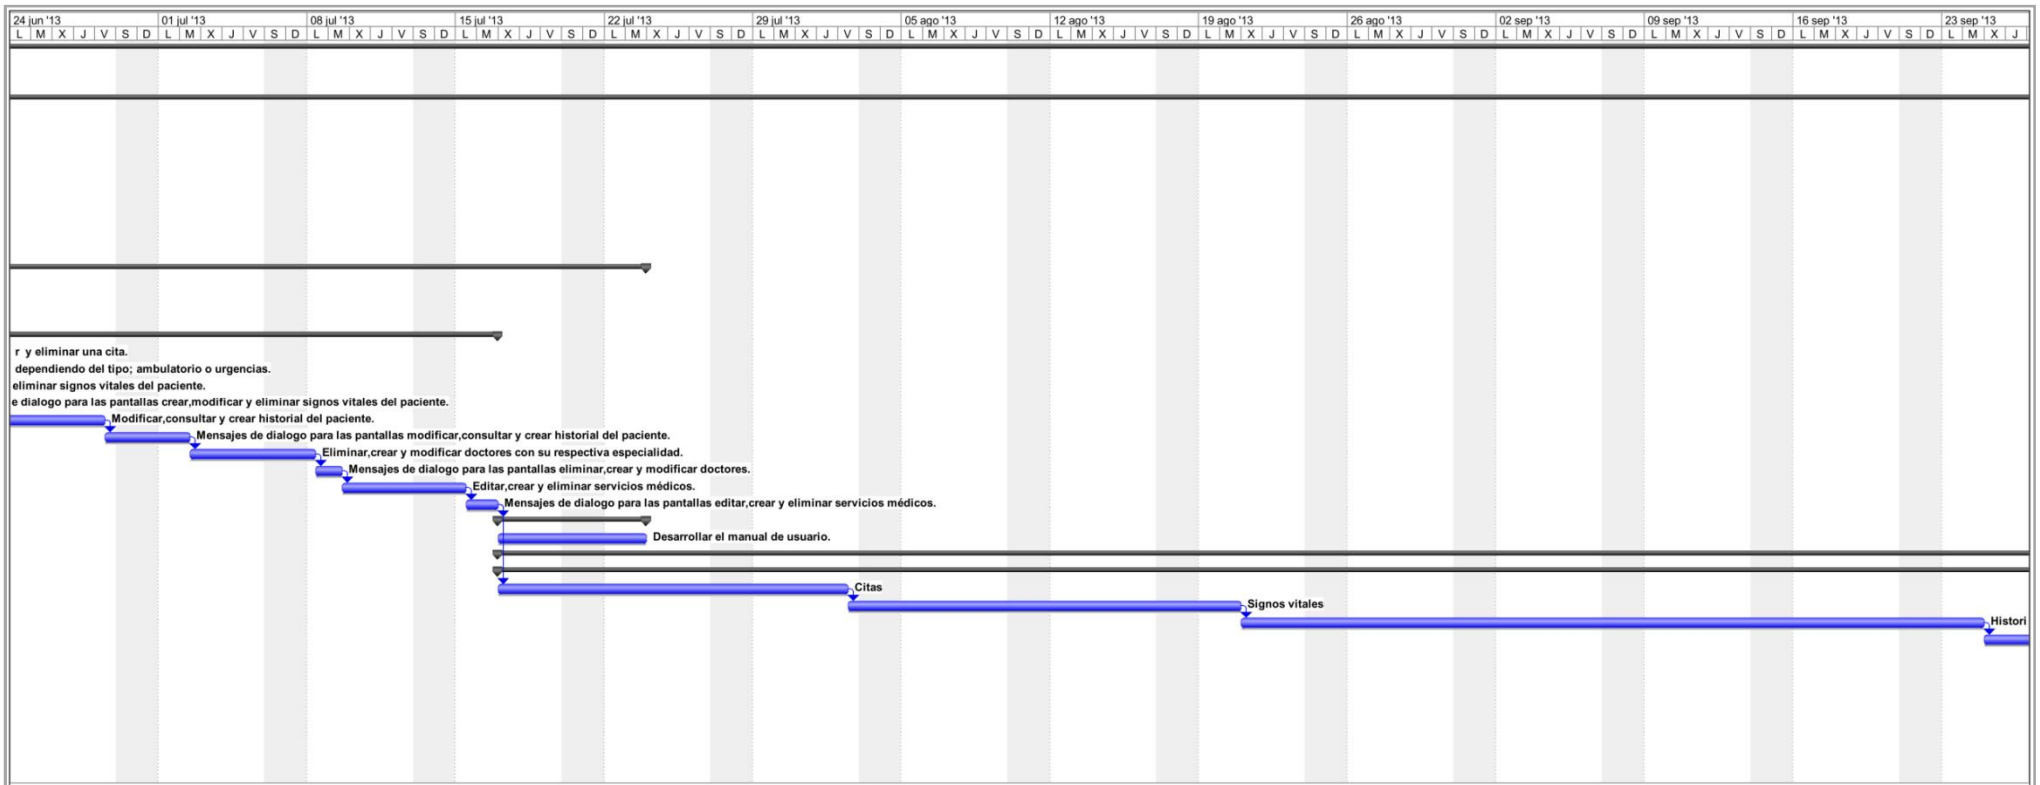 24 jun '13 01 jul '13 08 jul '13 15 jul '13 22 jul '13 29 jul '13 05 ago '13 12 ago '13 19 ago '13 26 ago '13 02 sep '13 09 sep '13 16 sep '13 23 sep '13
L M X J V S D L M X J V S D L M X J V S D L M X J V S D L M X J V S D L M X J V S D L M X J V S D L M X J V S D L M X J V S D L M X J V S D L M X J V S D L M X J V S D L M X J V S D L M X J
r y eliminar una cita.
dependiendo del tipo; ambulatorio o urgencias.
eliminar signos vitales del paciente.
e dialogo para las pantallas crear,modificar y eliminar signos vitales del paciente.
Modificar,consultar y crear historial del paciente.
Mensajes de dialogo para las pantallas modificar,consultar y crear historial del paciente.
Eliminar,crear y modificar doctores con su respectiva especialidad.
Mensajes de dialogo para las pantallas eliminar,crear y modificar doctores.
Editar,crear y eliminar servicios médicos.
Mensajes de dialogo para las pantallas editar,crear y eliminar servicios médicos.
Desarrollar el manual de usuario.
Citas
Signos vitales
Histori